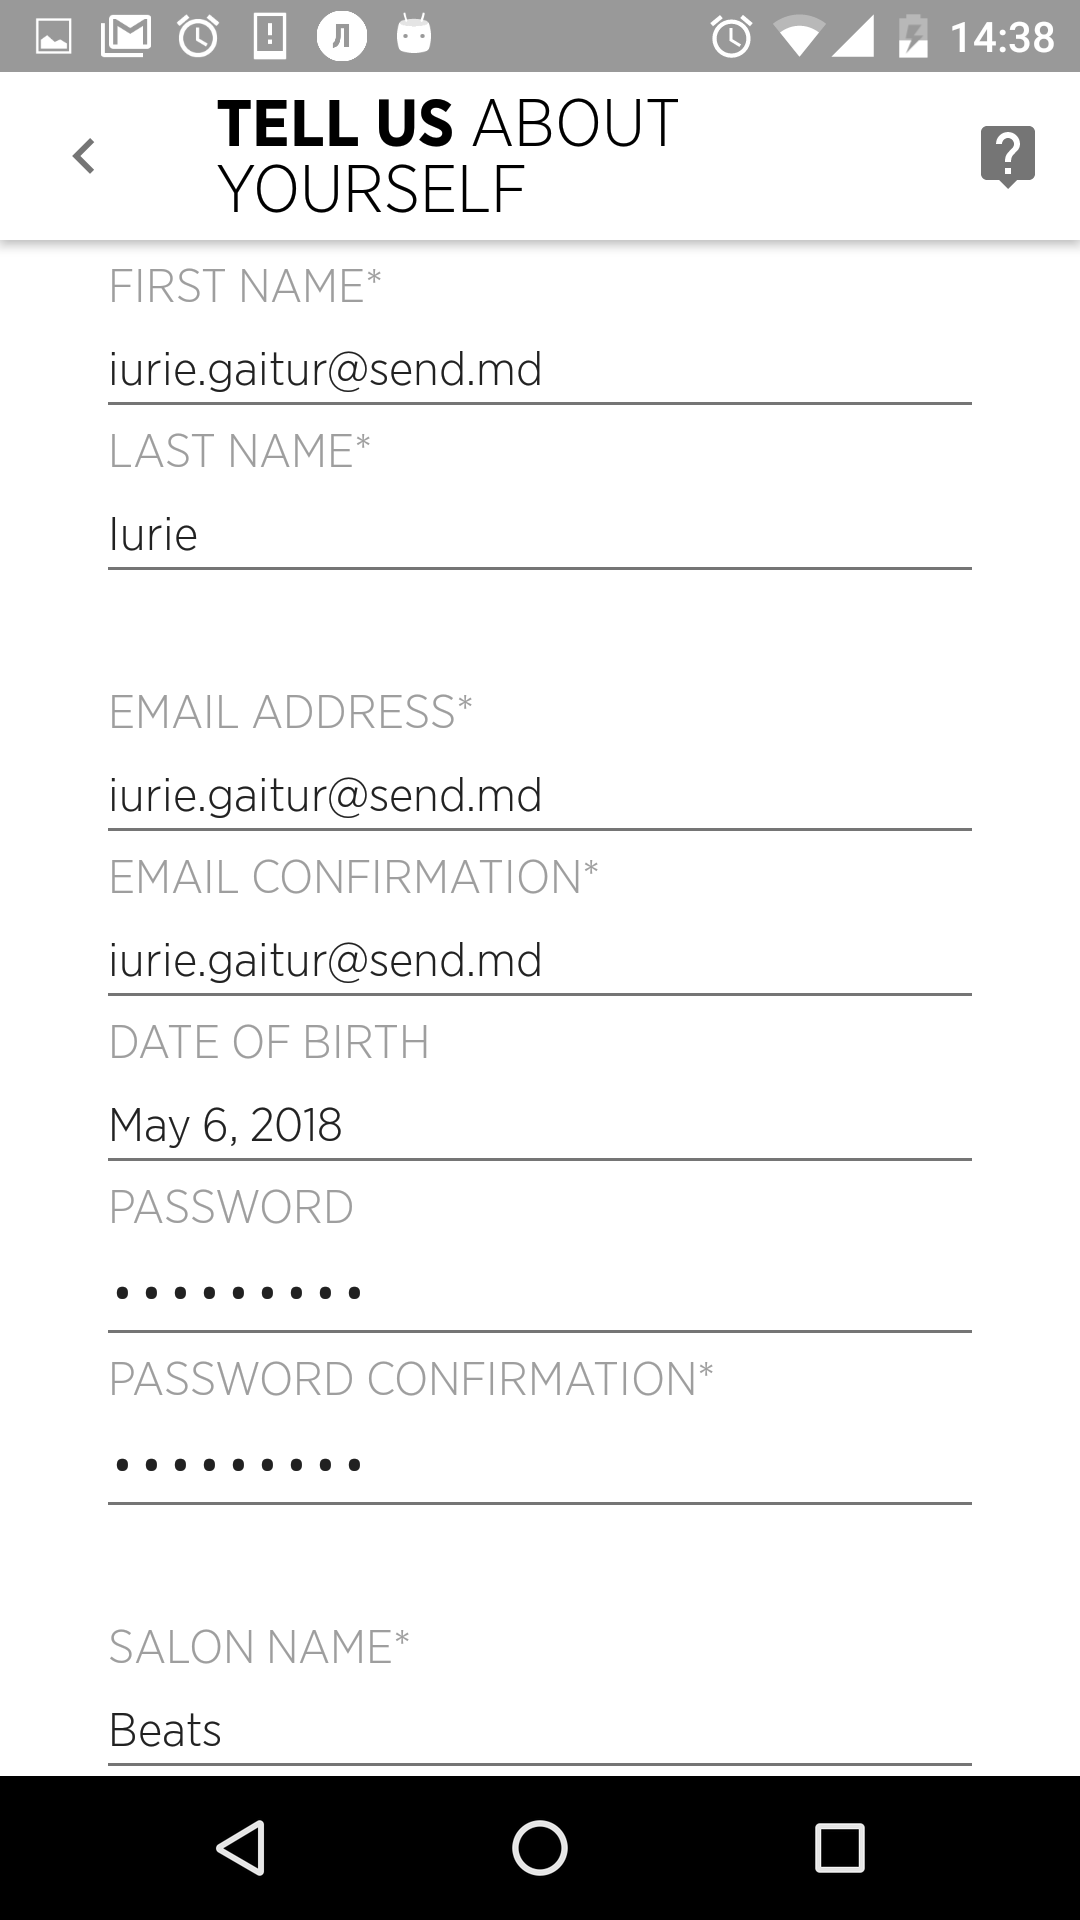 14:38
TELL US ABOUT
YOURSELF
FIRST NAME*
iurie.gaitur@send.md
LAST NAME*
Iurie
EMAIL ADDRESS*
iurie.gaitur@send.md
EMAIL CONFIRMATION*
iurie.gaitur@send.md
DATE OF BIRTH
May 6, 2018
PASSWORD
•••••••••
PASSWORD CONFIRMATION*
•••••••••
SALON NAME*
Beats